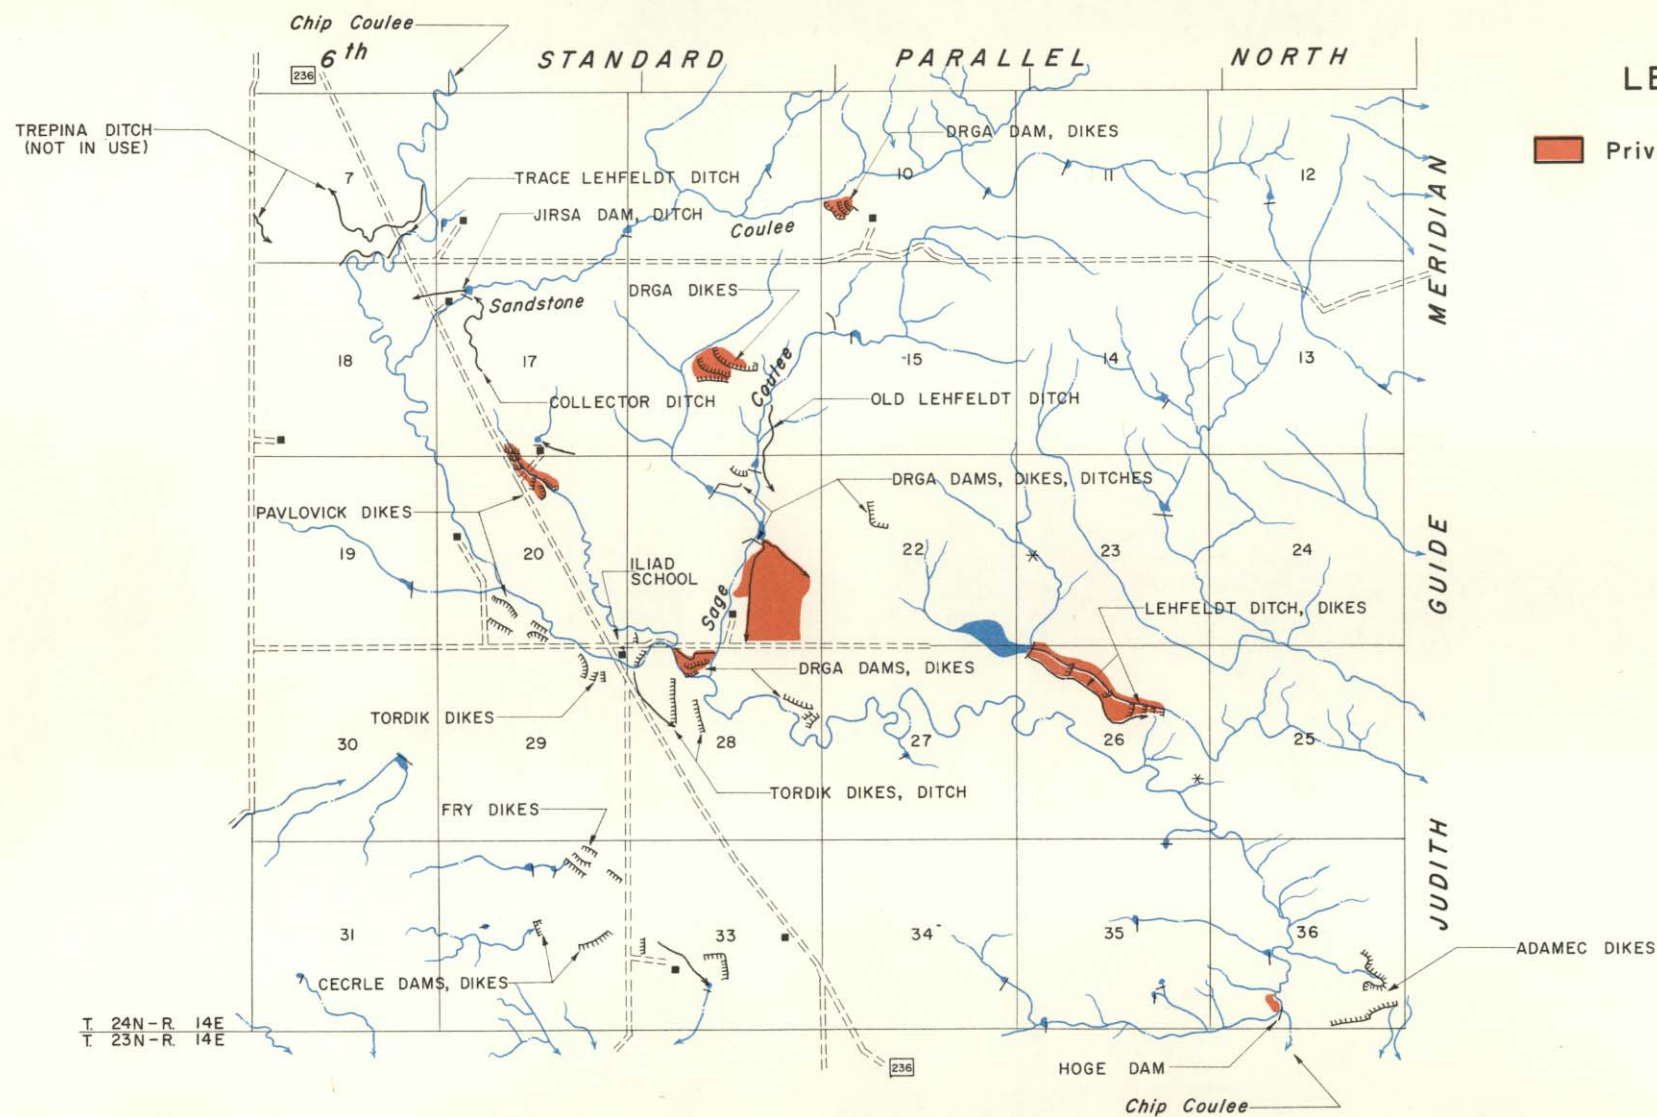 Chip Coulee
6th STANDARD PARALLEL NORTH
236
LE
Priv
TREPINA DITCH
(NOT IN USE)
DRGA DAM, DIKES
7
10
11
12
TRACE LEHFELDT DITCH
JIRSA DAM, DITCH
Coulee
MERIDIAN
DRGA DIKES
Sandstone
18
17
15
14
13
Coulee
COLLECTOR DITCH
OLD LEHFELDT DITCH
DRGA DAMS, DIKES, DITCHES
PAVLOVICK DIKES
19
20
22
23
24
ILIAD
SCHOOL
GUIDE
Sage
LEHFELDT DITCH, DIKES
DRGA DAMS, DIKES
TORDIK DIKES
30
29
28
27
26
25
TORDIK DIKES, DITCH
FRY DIKES
JUDITH
31
33
34
35
36
ADAMEC DIKES
CECRLE DAMS, DIKES
T. 24N-R. 14E
T. 23N-R. 14E
236
HOGE DAM
Chip Coulee